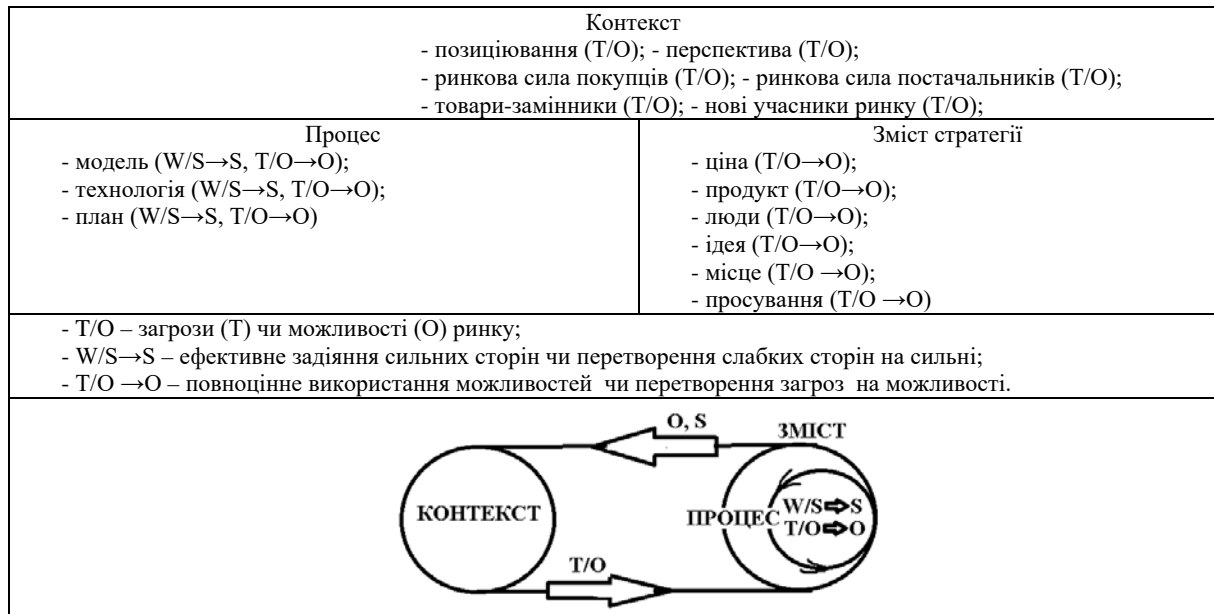 Контекст
- позиціювання (T/O); - перспектива (T/O);
- ринкова сила покупців (T/O); - ринкова сила постачальників (T/O);
- товари-замінники (T/O); - нові учасники ринку (T/O);
Процес
- модель (W/S→S, T/O→O);
- технологія (W/S→S, T/O→O);
- план (W/S→S, T/O→O)
Зміст стратегії
- ціна (T/O→O);
- продукт (T/O→O);
- люди (T/O→O);
- ідея (T/O→O);
- місце (T/O →O);
- просування (T/O →O)
- T/O – загрози (T) чи можливості (O) ринку;
- W/S→S – ефективне задіяння сильних сторін чи перетворення слабких сторін на сильні;
- T/O →O – повноцінне використання можливостей чи перетворення загроз на можливості.
O, S
ЗМІСТ
КОНТЕКСТ
ПРОЦЕС
W/S⇨S
T/O⇨O
T/O